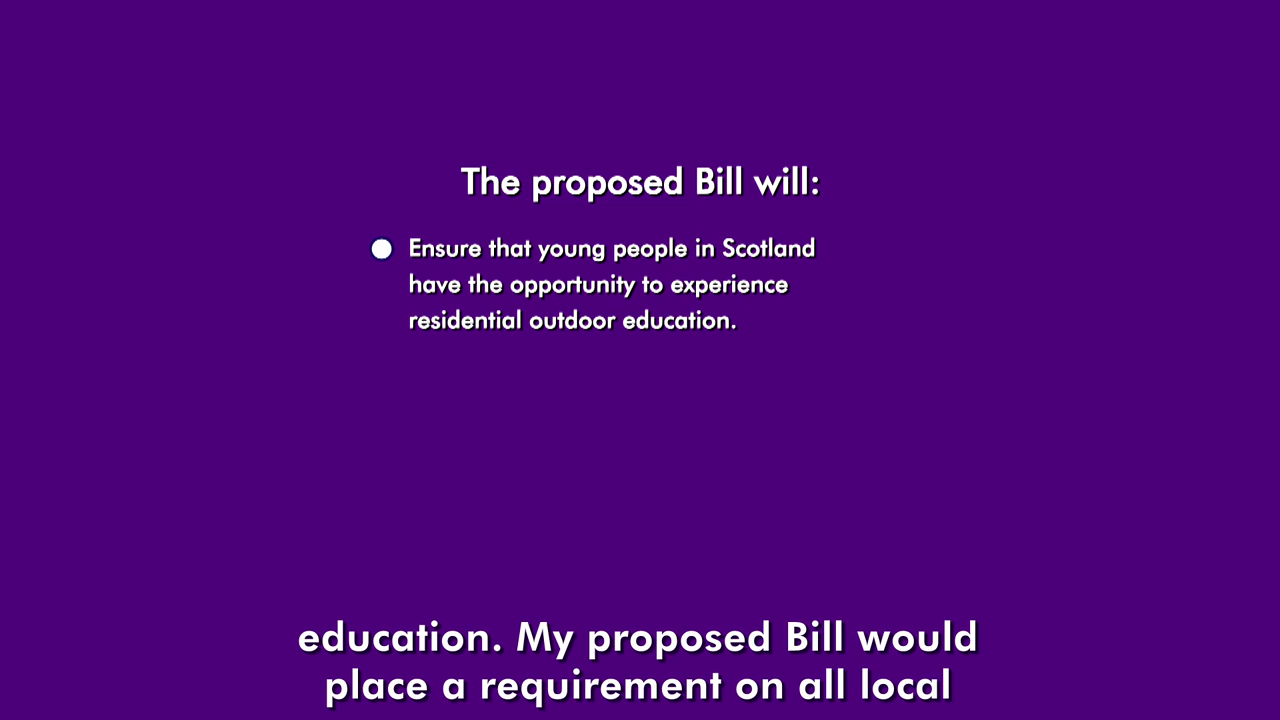 The proposed Bill will:
Ensure that young people in Scotland
have the opportunity to experience
residential outdoor education.
education. My proposed Bill would
place a requirement on all local